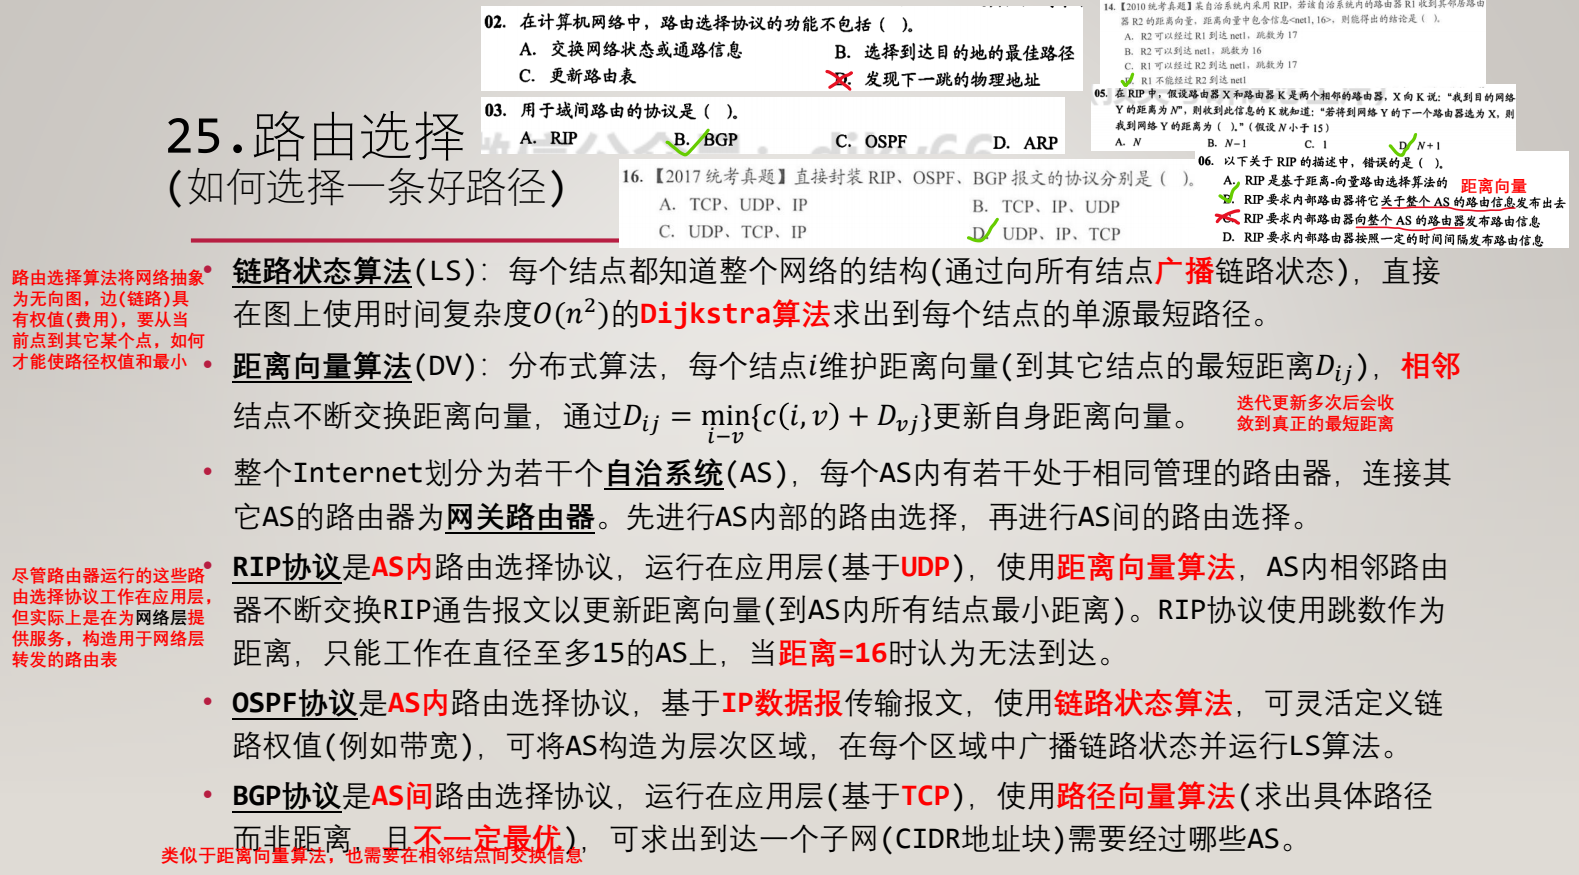 02. 在计算机网络中，路由选择协议的功能不包括（ ）。
A. 交换网络状态或通路信息
B. 选择到达目的地的最佳路径
C. 更新路由表
D. 发现下一跳的物理地址
03. 用于域间路由的协议是（ ）。
A. RIP
B. BGP
C. OSPF
D. ARP
16.【2017 统考真题】直接封装 RIP、OSPF、BGP 报文的协议分别是（ ）。
A. TCP、UDP、IP
B. TCP、IP、UDP
C. UDP、TCP、IP
D. UDP、IP、TCP
14.【2010 统考真题】某自治系统内采用 RIP，若该自治系统内的路由器 R1 收到其邻居路由
器 R2 的距离向量，距离向量中包含信息<net1, 16>，则能得出的结论是（ ）。
A. R2 可以经过 R1 到达 net1，跳数为 17
B. R2 可以到达 net1，跳数为 16
C. R1 可以经过 R2 到达 net1，跳数为 17
D. R1 不能经过 R2 到达 net1
05. 在 RIP 中，假设路由器 X 和路由器 K 是两个相邻的路由器，X 向 K 说：“我到目的网络
Y 的距离为 N”，则收到此信息的 K 就知道：“若将到网络 Y 的下一个路由器选为 X，则
我到网络 Y 的距离为（ ）。”（假设 N 小于 15）
A. N
B. N－1
C. 1
D. N＋1
06. 以下关于 RIP 的描述中，错误的是（ ）。
A. RIP 是基于距离-向量路由选择算法的
距离向量
B. RIP 要求内部路由器将它关于整个 AS 的路由信息发布出去
C. RIP 要求内部路由器向整个 AS 的路由器发布路由信息
D. RIP 要求内部路由器按照一定的时间间隔发布路由信息
25.路由选择
(如何选择一条好路径)
路由选择算法将网络抽象
为无向图，边(链路)具
有权值(费用)，要从当
前点到其它某个点，如何
才能使路径权值和最小
• 链路状态算法(LS)：每个结点都知道整个网络的结构(通过向所有结点广播链路状态)，直接
在图上使用时间复杂度O(n²)的Dijkstra算法求出到每个结点的单源最短路径。
• 距离向量算法(DV)：分布式算法，每个结点i维护距离向量(到其它结点的最短距离D_{ij})，相邻
结点不断交换距离向量，通过D_{ij} = min_{i−v}{c(i, v) + D_{vj}}更新自身距离向量。
迭代更新多次后会收
敛到真正的最短距离
• 整个Internet划分为若干个自治系统(AS)，每个AS内有若干处于相同管理的路由器，连接其
它AS的路由器为网关路由器。先进行AS内部的路由选择，再进行AS间的路由选择。
• RIP协议是AS内路由选择协议，运行在应用层(基于UDP)，使用距离向量算法，AS内相邻路由
器不断交换RIP通告报文以更新距离向量(到AS内所有结点最小距离)。RIP协议使用跳数作为
距离，只能工作在直径至多15的AS上，当距离=16时认为无法到达。
尽管路由器运行的这些路
由选择协议工作在应用层，
但实际上是在为网络层提
供服务，构造用于网络层
转发的路由表
• OSPF协议是AS内路由选择协议，基于IP数据报传输报文，使用链路状态算法，可灵活定义链
路权值(例如带宽)，可将AS构造为层次区域，在每个区域中广播链路状态并运行LS算法。
• BGP协议是AS间路由选择协议，运行在应用层(基于TCP)，使用路径向量算法(求出具体路径
而非距离，且不一定最优)，可求出到达一个子网(CIDR地址块)需要经过哪些AS。
类似于距离向量算法，也需要在相邻结点间交换信息